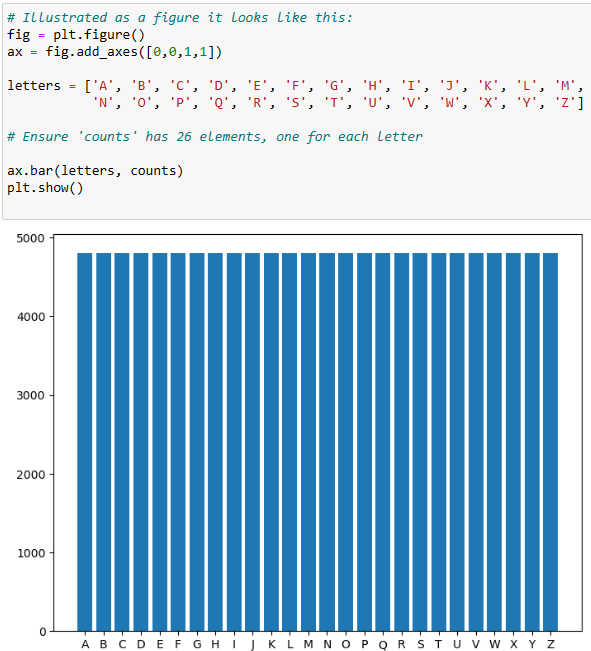 # Illustrated as a figure it looks like this:
fig = plt.figure()
ax = fig.add_axes([0,0,1,1])
letters = ['A', 'B', 'C', 'D', 'E', 'F', 'G', 'H', 'I', 'J', 'K', 'L', 'M',
'N', 'O', 'P', 'Q', 'R', 'S', 'T', 'U', 'V', 'W', 'X', 'Y', 'Z']
# Ensure 'counts' has 26 elements, one for each letter
ax.bar(letters, counts)
plt.show()
5000
4000
3000
2000
1000
0
A B C D E F G H I J K L M N O P Q R S T U V W X Y Z